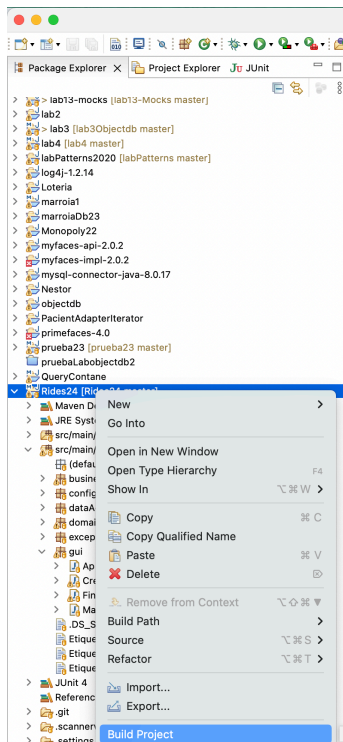 Package Explorer
Project Explorer
JUnit
> lab13-mocks [lab13-Mocks master]
lab2
> lab3 [lab3Objectdb master]
lab4 [lab4 master]
labPatterns2020 [labPatterns master]
log4j-1.2.14
Loteria
marroia1
marroiaDb23
Monopoly22
myfaces-api-2.0.2
myfaces-impl-2.0.2
mysql-connector-java-8.0.17
Nestor
objectdb
PacientAdapterIterator
primefaces-4.0
prueba23 [prueba23 master]
pruebaLabobjectdb2
QueryContane
Rides24 [Rides24 master]
Maven De
JRE Syst
src/main/
src/main/
(defau
busine
config
dataA
domai
excep
gui
Ap
Cre
Fin
Ma
.DS_S
Etique
Etique
Etique
JUnit 4
Referenc
.git
.scannerv
.settings
New
Go Into
Open in New Window
Open Type Hierarchy F4
Show In ⌥⌘W
Copy ⌘C
Copy Qualified Name
Paste ⌘V
Delete ⌦
Remove from Context ⌥⇧⌘▼
Build Path
Source ⌥⌘S
Refactor ⌥⌘T
Import...
Export...
Build Project